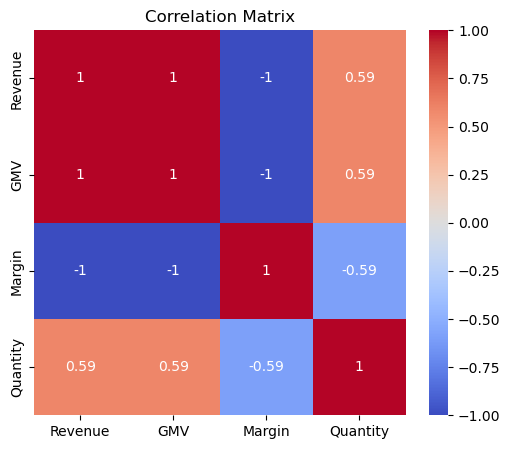 Correlation Matrix
Revenue 1 1 -1 0.59
GMV 1 1 -1 0.59
Margin -1 -1 1 -0.59
Quantity 0.59 0.59 -0.59 1
Revenue GMV Margin Quantity
1.00
0.75
0.50
0.25
0.00
−0.25
−0.50
−0.75
−1.00